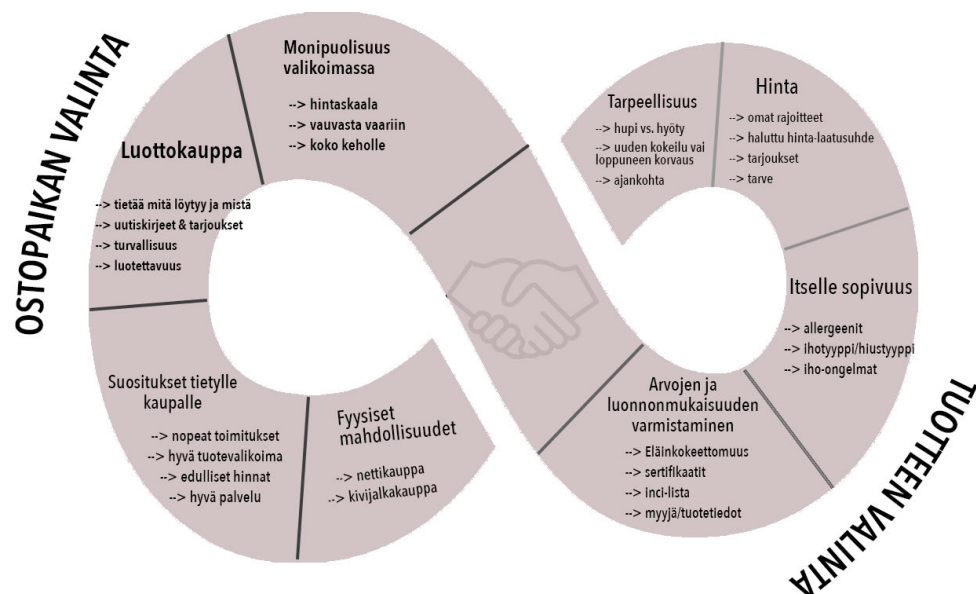 OSTOPAIKAN VALINTA
Monipuolisuus
valikoimassa
--> hintaskaala
--> vauvasta vaariin
--> koko keholle
Luottokauppa
--> tietää mitä löytyy ja mistä
--> uutiskirjeet & tarjoukset
--> turvallisuus
--> luotettavuus
Suositukset tietylle
kaupalle
--> nopeat toimitukset
--> hyvä tuotevalikoima
--> edulliset hinnat
--> hyvä palvelu
Fyysiset
mahdollisuudet
--> nettikauppa
--> kivijalkakauppa
Tarpeellisuus
--> hupi vs. hyöty
--> uuden kokeilu vai
loppuneen korvaus
--> ajankohta
Hinta
--> omat rajoitteet
--> haluttu hinta-laatusuhde
--> tarjoukset
--> tarve
Itselle sopivuus
--> allergeenit
--> ihotyyppi/hiustyyppi
--> iho-ongelmat
Arvojen ja
luonnonmukaisuuden
varmistaminen
--> Eläinkokeettomuus
--> sertifikaatit
--> inci-lista
--> myyjä/tuotetiedot
TUOTTEEN VALINTA